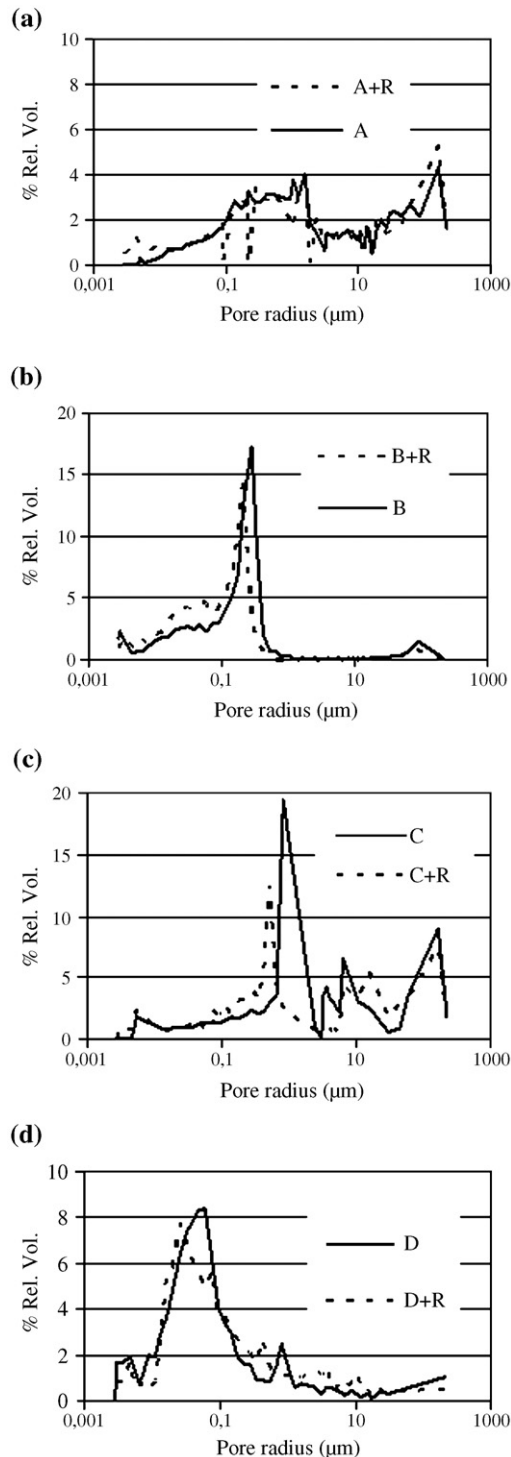 (a)
10
8
6
4
2
0
% Rel. Vol.
A+R
A
0,001
0,1
10
1000
Pore radius (µm)
(b)
20
15
10
5
0
% Rel. Vol.
B+R
B
0,001
0,1
10
1000
Pore radius (µm)
(c)
20
15
10
5
0
% Rel. Vol.
C
C+R
0,001
0,1
10
1000
Pore radius (µm)
(d)
10
8
6
4
2
0
% Rel. Vol.
D
D+R
0,001
0,1
10
1000
Pore radius (µm)